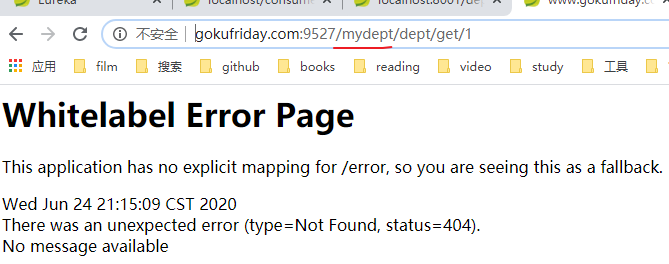 Eureka
localhost/consume
localhost:8001/dep
www.gokufriday.com:9527
不安全 gokufriday.com:9527/mydept/dept/get/1
应用 film 搜索 github books reading video study 工具
Whitelabel Error Page
This application has no explicit mapping for /error, so you are seeing this as a fallback.
Wed Jun 24 21:15:09 CST 2020
There was an unexpected error (type=Not Found, status=404).
No message available